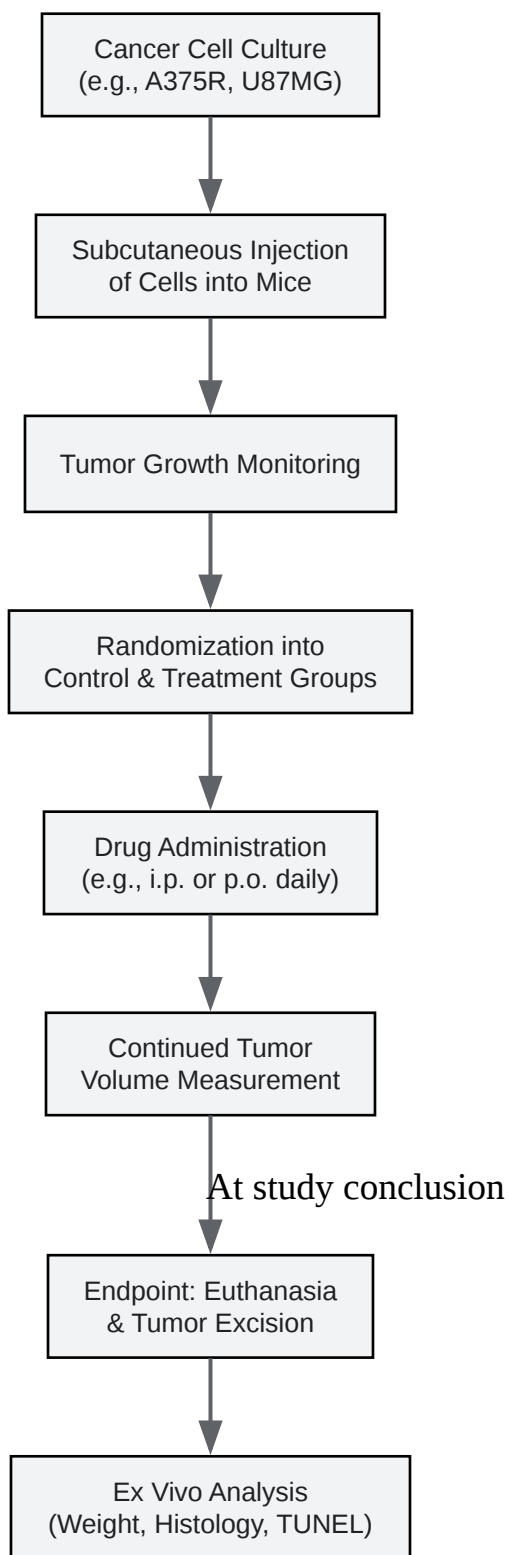 Cancer Cell Culture
(e.g., A375R, U87MG)
Subcutaneous Injection
of Cells into Mice
Tumor Growth Monitoring
Randomization into
Control & Treatment Groups
Drug Administration
(e.g., i.p. or p.o. daily)
Continued Tumor
Volume Measurement
At study conclusion
Endpoint: Euthanasia
& Tumor Excision
Ex Vivo Analysis
(Weight, Histology, TUNEL)